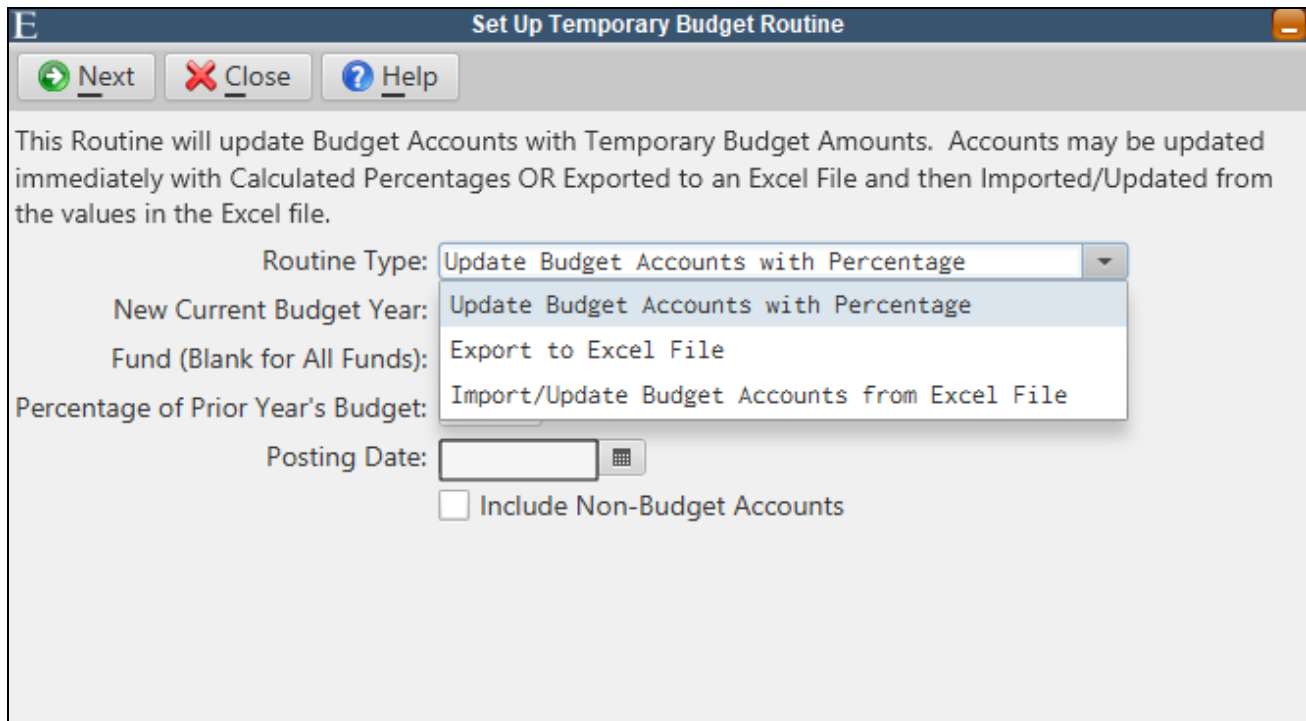 E Set Up Temporary Budget Routine
Next Close Help
This Routine will update Budget Accounts with Temporary Budget Amounts.  Accounts may be updated
immediately with Calculated Percentages OR Exported to an Excel File and then Imported/Updated from
the values in the Excel file.
Routine Type: Update Budget Accounts with Percentage
New Current Budget Year: Update Budget Accounts with Percentage
Fund (Blank for All Funds): Export to Excel File
Percentage of Prior Year's Budget: Import/Update Budget Accounts from Excel File
Posting Date:
Include Non-Budget Accounts